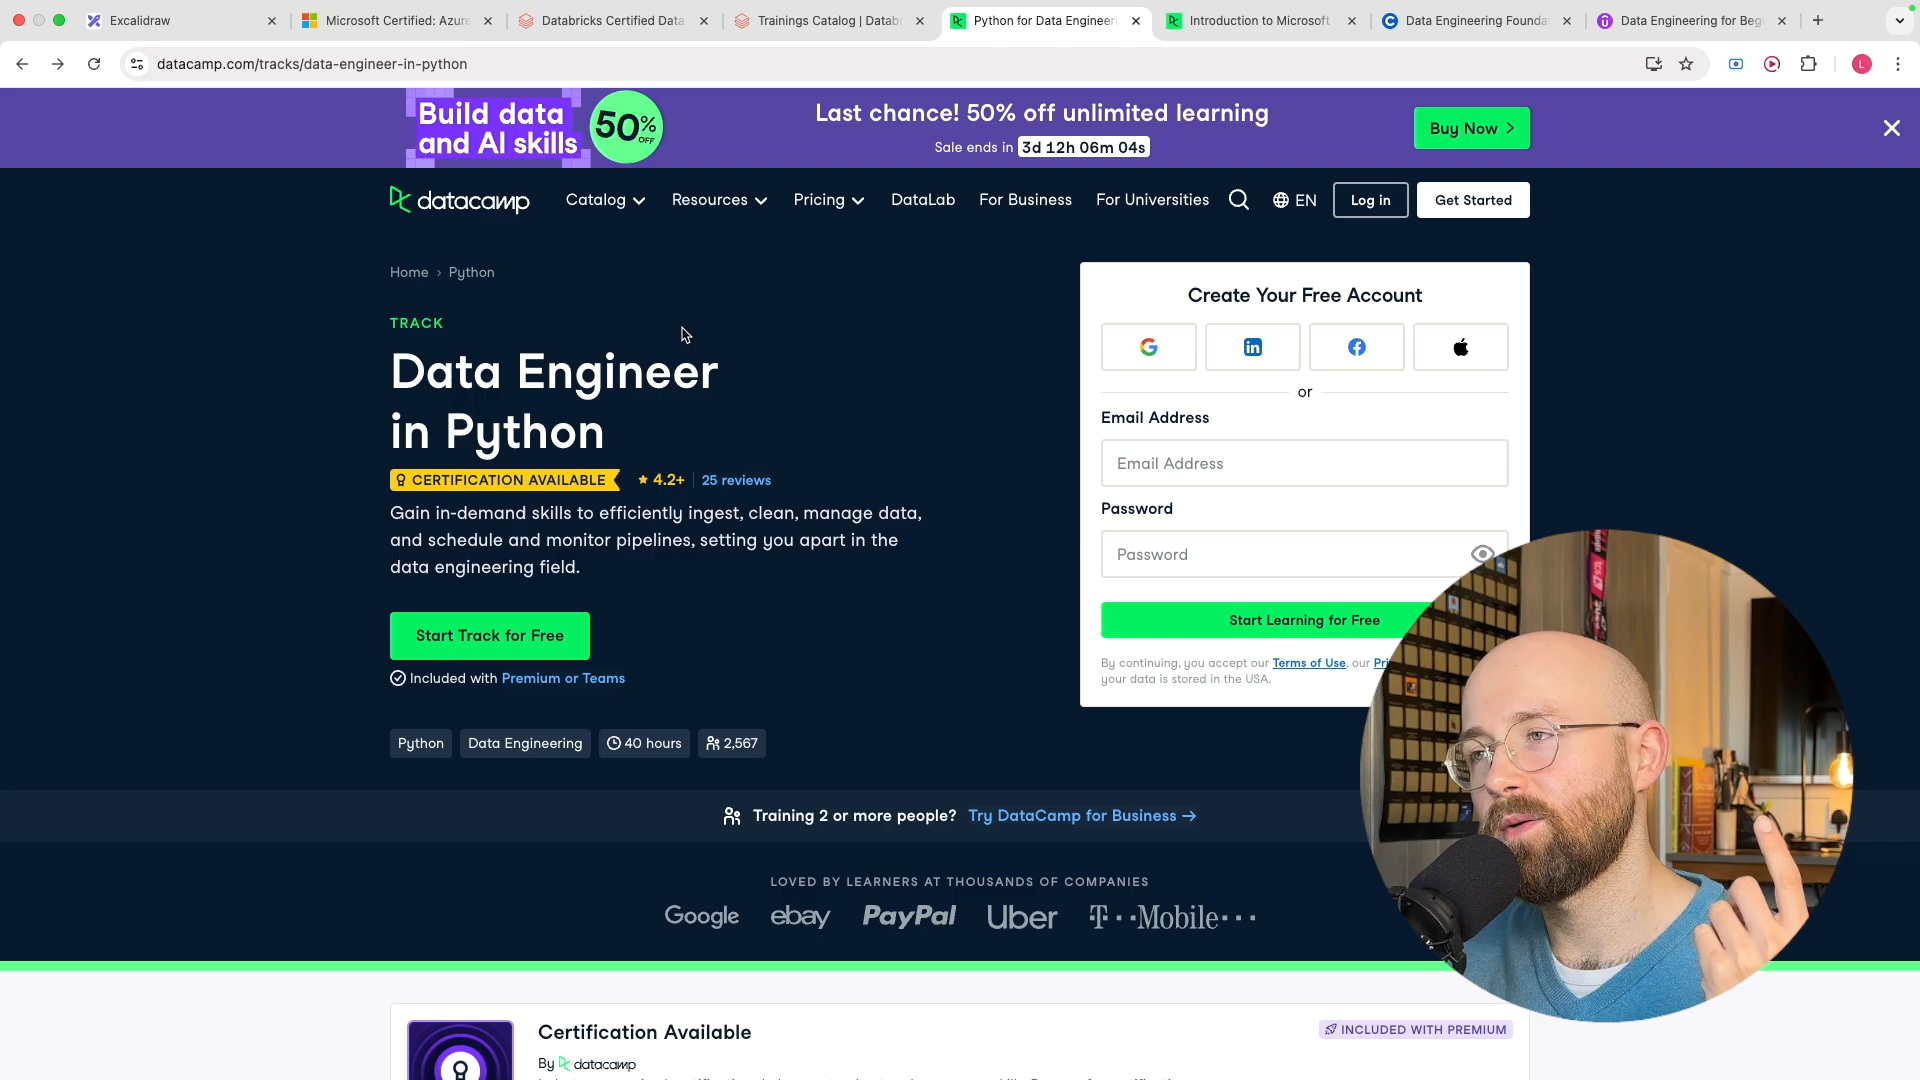 Excalidraw
Microsoft Certified: Azure
Databricks Certified Data
Trainings Catalog | Databr
Python for Data Engineeri
Introduction to Microsoft
Data Engineering Founda
Data Engineering for Beg
datacamp.com/tracks/data-engineer-in-python
L
Build data
and AI skills
50% OFF
Last chance! 50% off unlimited learning
Sale ends in 3d 12h 06m 04s
Buy Now
datacamp
Catalog
Resources
Pricing
DataLab
For Business
For Universities
EN
Log in
Get Started
Home › Python
TRACK
Data Engineer
in Python
CERTIFICATION AVAILABLE
4.2+
25 reviews
Gain in-demand skills to efficiently ingest, clean, manage data,
and schedule and monitor pipelines, setting you apart in the
data engineering field.
Start Track for Free
Included with Premium or Teams
Python
Data Engineering
40 hours
2,567
Create Your Free Account
or
Email Address
Email Address
Password
Password
Start Learning for Free
By continuing, you accept our Terms of Use, our Pri
your data is stored in the USA.
Training 2 or more people? Try DataCamp for Business →
LOVED BY LEARNERS AT THOUSANDS OF COMPANIES
Google
ebay
PayPal
Uber
T··Mobile···
Certification Available
INCLUDED WITH PREMIUM
By datacamp